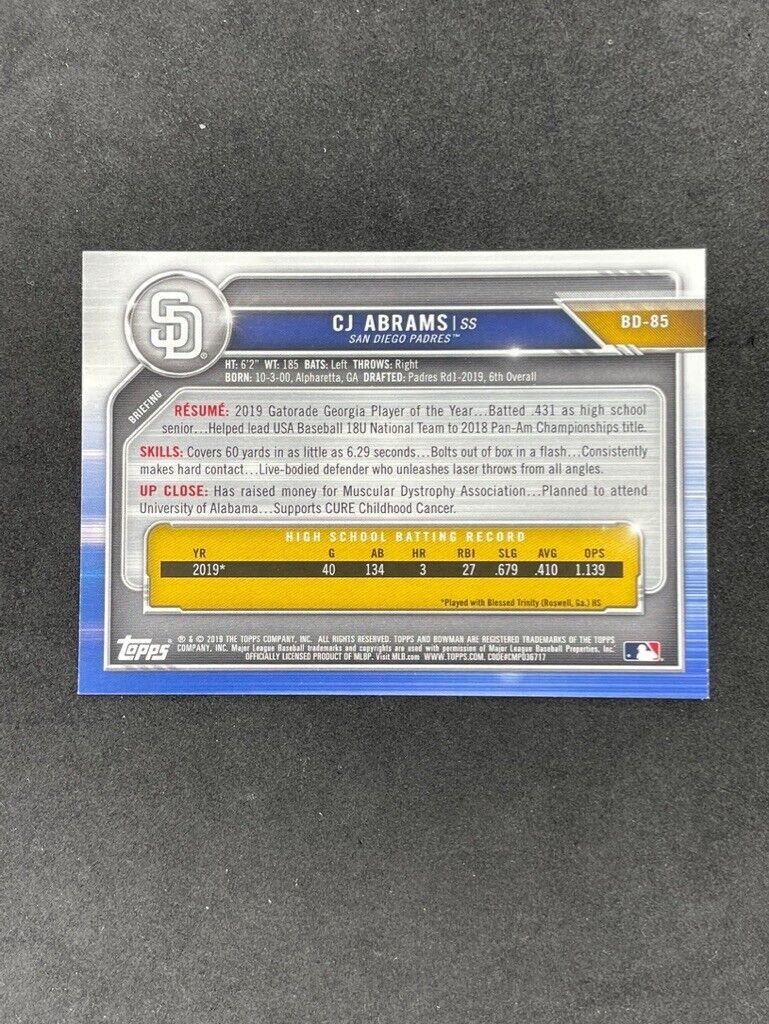 SD ®
CJ ABRAMS | SS
SAN DIEGO PADRES™
BD-85
HT: 6'2" WT: 185 BATS: Left THROWS: Right
BORN: 10-3-00, Alpharetta, GA DRAFTED: Padres Rd1-2019, 6th Overall
BRIEFING
RÉSUMÉ: 2019 Gatorade Georgia Player of the Year...Batted .431 as high school
senior...Helped lead USA Baseball 18U National Team to 2018 Pan-Am Championships title.
SKILLS: Covers 60 yards in as little as 6.29 seconds...Bolts out of box in a flash...Consistently
makes hard contact...Live-bodied defender who unleashes laser throws from all angles.
UP CLOSE: Has raised money for Muscular Dystrophy Association...Planned to attend
University of Alabama...Supports CURE Childhood Cancer.
HIGH SCHOOL BATTING RECORD
YR G AB HR RBI SLG AVG OPS
2019* 40 134 3 27 .679 .410 1.139
*Played with Blessed Trinity (Roswell, Ga.) HS
Topps®
® & © 2019 THE TOPPS COMPANY, INC. ALL RIGHTS RESERVED. TOPPS AND BOWMAN ARE REGISTERED TRADEMARKS OF THE TOPPS
COMPANY, INC. Major League Baseball trademarks and copyrights are used with permission of Major League Baseball Properties, Inc.
OFFICIALLY LICENSED PRODUCT OF MLBP. Visit MLB.com WWW.TOPPS.COM. CODE#CMP036717